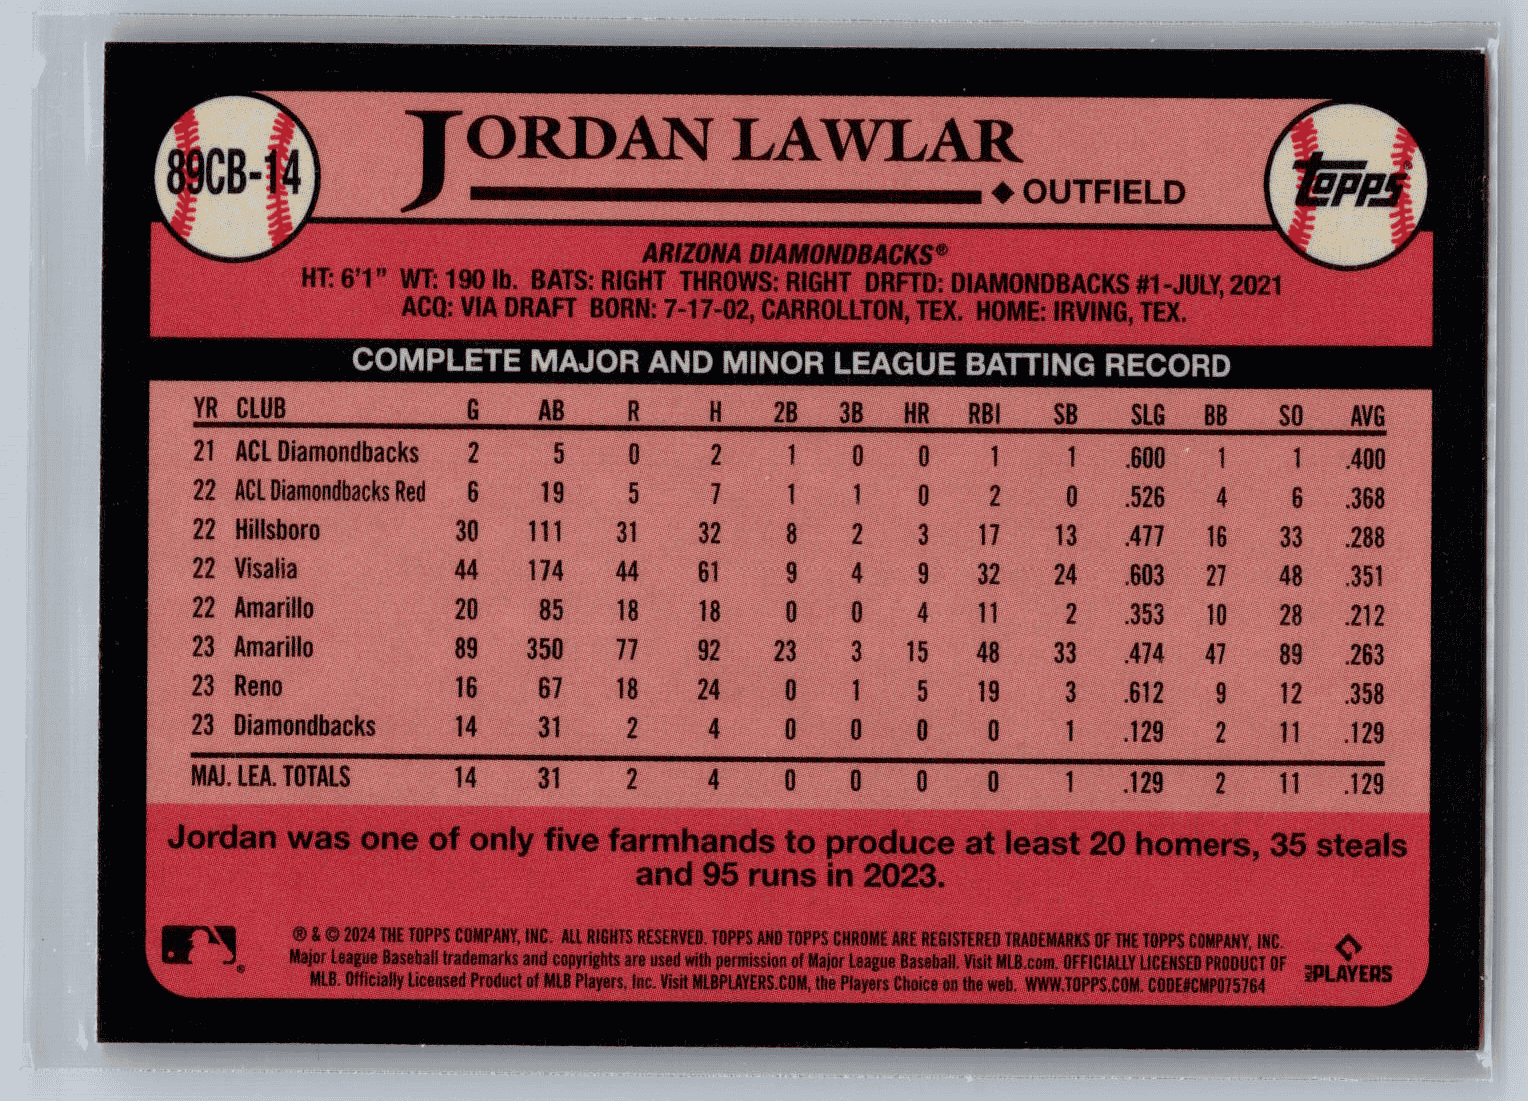 89CB-14
JORDAN LAWLAR
◆ OUTFIELD
topps®
ARIZONA DIAMONDBACKS®
HT: 6'1" WT: 190 lb. BATS: RIGHT THROWS: RIGHT DRFTD: DIAMONDBACKS #1-JULY, 2021
ACQ: VIA DRAFT BORN: 7-17-02, CARROLLTON, TEX. HOME: IRVING, TEX.
COMPLETE MAJOR AND MINOR LEAGUE BATTING RECORD
YR CLUB G AB R H 2B 3B HR RBI SB SLG BB SO AVG
21 ACL Diamondbacks 2 5 0 2 1 0 0 1 1 .600 1 1 .400
22 ACL Diamondbacks Red 6 19 5 7 1 1 0 2 0 .526 4 6 .368
22 Hillsboro 30 111 31 32 8 2 3 17 13 .477 16 33 .288
22 Visalia 44 174 44 61 9 4 9 32 24 .603 27 48 .351
22 Amarillo 20 85 18 18 0 0 4 11 2 .353 10 28 .212
23 Amarillo 89 350 77 92 23 3 15 48 33 .474 47 89 .263
23 Reno 16 67 18 24 0 1 5 19 3 .612 9 12 .358
23 Diamondbacks 14 31 2 4 0 0 0 0 1 .129 2 11 .129
MAJ. LEA. TOTALS 14 31 2 4 0 0 0 0 1 .129 2 11 .129
Jordan was one of only five farmhands to produce at least 20 homers, 35 steals
and 95 runs in 2023.
® & © 2024 THE TOPPS COMPANY, INC. ALL RIGHTS RESERVED. TOPPS AND TOPPS CHROME ARE REGISTERED TRADEMARKS OF THE TOPPS COMPANY, INC.
Major League Baseball trademarks and copyrights are used with permission of Major League Baseball. Visit MLB.com. OFFICIALLY LICENSED PRODUCT OF
MLB. Officially Licensed Product of MLB Players, Inc. Visit MLBPLAYERS.COM, the Players Choice on the web. WWW.TOPPS.COM. CODE#CMP075764
MLB PLAYERS